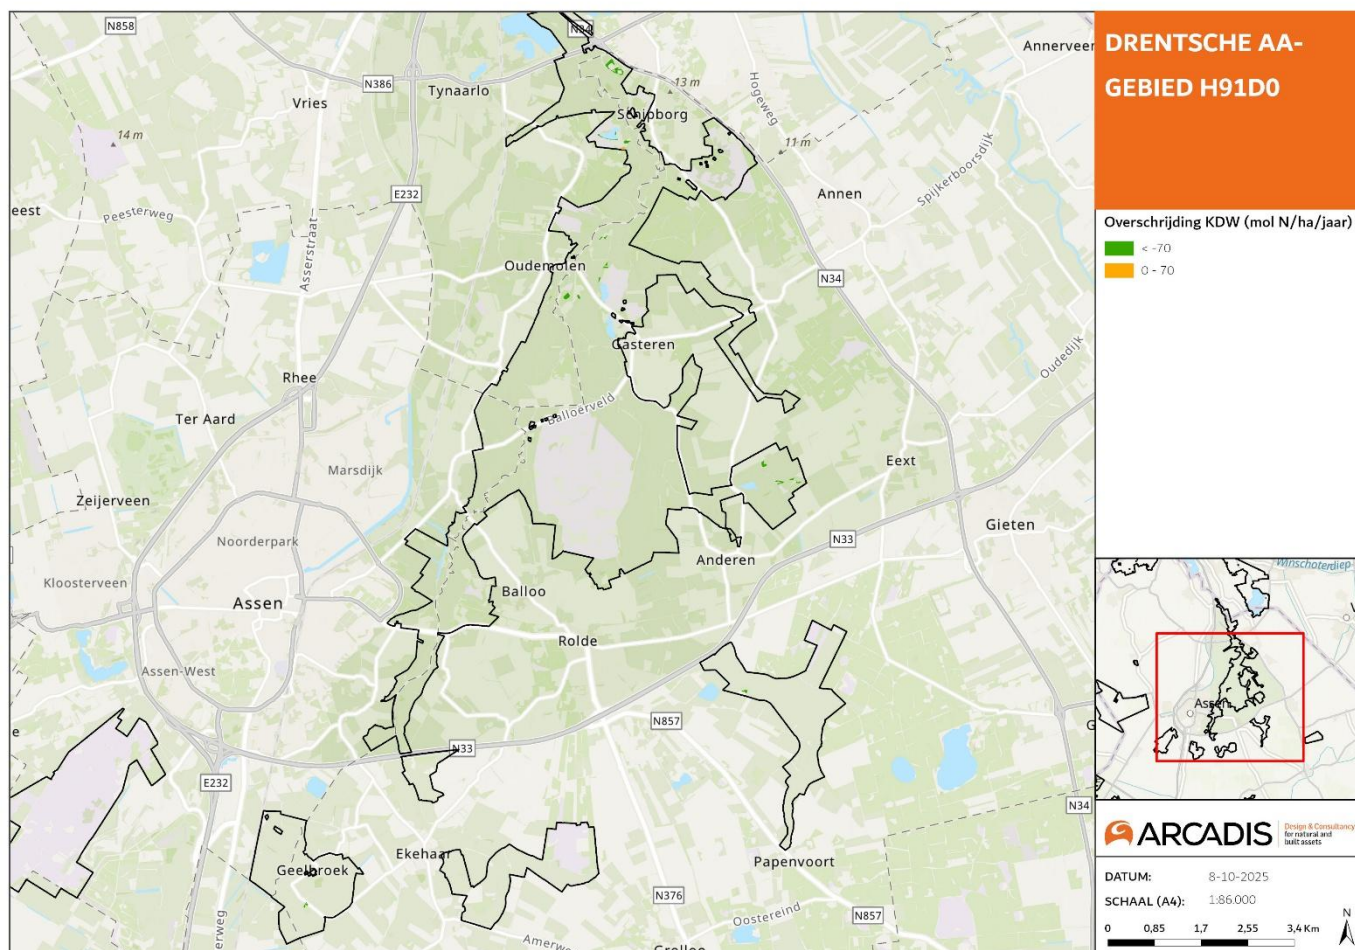 DRENTSCHE AA-
GEBIED H91D0
Overschrijding KDW (mol N/ha/jaar)
< -70
0 - 70
N858
N34
Annerveen
13 m
Hogeweg
N386
Tynaarlo
Vries
Schipborg
14 m
11 m
Spijkerboorsdijk
Annen
E232
Peesterweg
eest
Asserstraat
Oudemolen
N34
Gasteren
Oudedijk
Rhee
Balloërveld
Ter Aard
Marsdijk
Eext
Zeijerveen
Gieten
Noorderpark
N33
Anderen
Kloosterveen
Balloo
Assen
Rolde
Assen-West
N857
N33
E232
N34
Ekehaar
Papenvoort
Geelbroek
N376
Oostereind
N857
Amerweg
Grolloo
Winschoterdiep
Assen
ARCADIS
Design & Consultancy
for natural and
built assets
DATUM: 8-10-2025
SCHAAL (A4): 1:86.000
0 0,85 1,7 2,55 3,4 Km
N